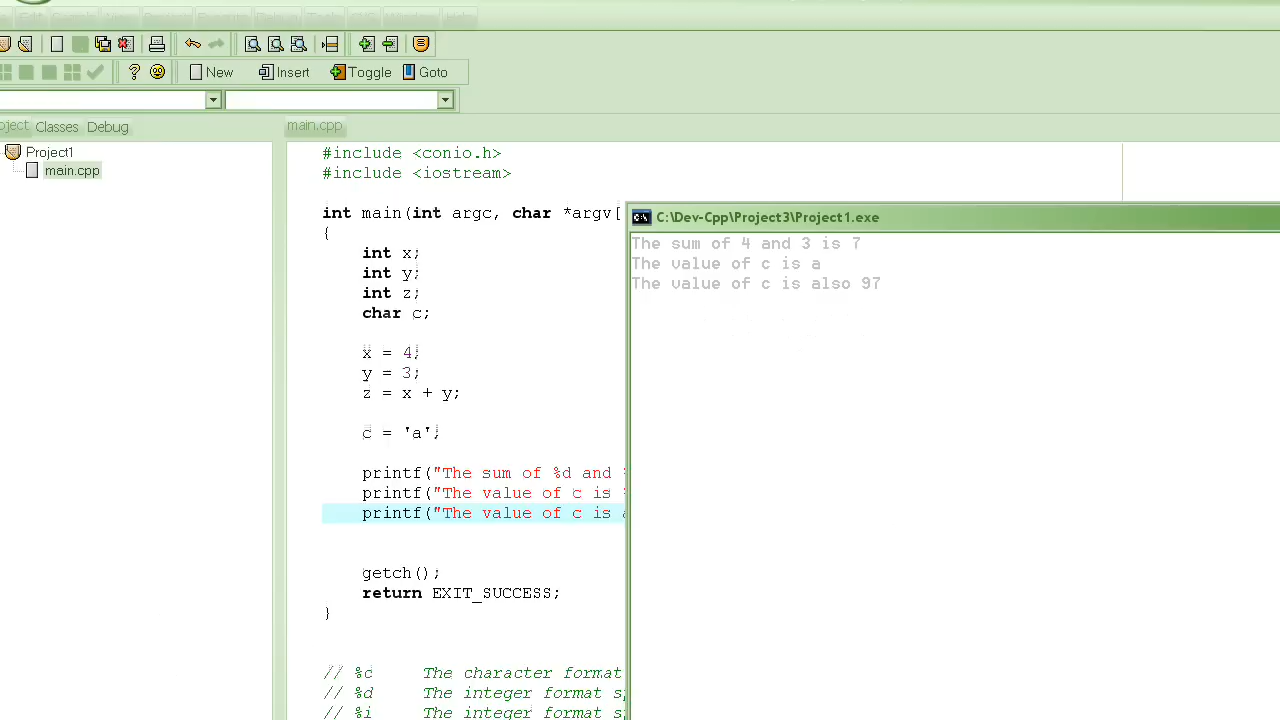 New Insert Toggle Goto
oject Classes Debug
main.cpp
Project1
main.cpp
#include <conio.h>
#include <iostream>
int main(int argc, char *argv[
{
int x;
int y;
int z;
char c;
x = 4;
y = 3;
z = x + y;
c = 'a';
printf("The sum of %d and
printf("The value of c is
printf("The value of c is a
getch();
return EXIT_SUCCESS;
}
// %c The character format
// %d The integer format s
// %i The integer format s
C:\Dev-Cpp\Project3\Project1.exe
The sum of 4 and 3 is 7
The value of c is a
The value of c is also 97